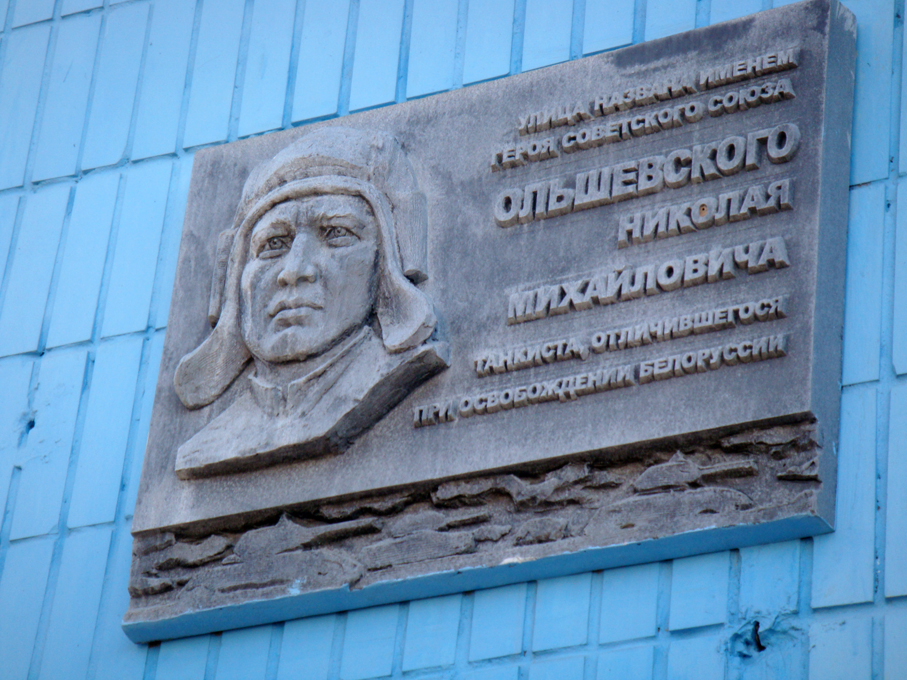 УЛИЦА НАЗВАНА ИМЕНЕМ
ГЕРОЯ СОВЕТСКОГО СОЮЗА
ОЛЬШЕВСКОГО
НИКОЛАЯ
МИХАЙЛОВИЧА
ТАНКИСТА, ОТЛИЧИВШЕГОСЯ
ПРИ ОСВОБОЖДЕНИИ БЕЛОРУССИИ